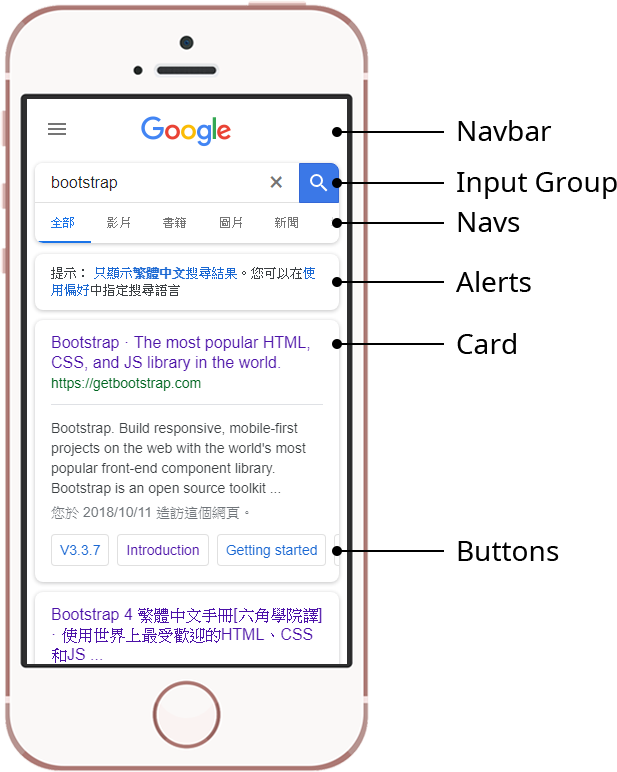 Google
Navbar
bootstrap
Input Group
全部 影片 書籍 圖片 新聞
Navs
提示： 只顯示繁體中文搜尋結果。您可以在使
用偏好中指定搜尋語言
Alerts
Bootstrap · The most popular HTML,
CSS, and JS library in the world.
https://getbootstrap.com
Card
Bootstrap. Build responsive, mobile-first
projects on the web with the world's most
popular front-end component library.
Bootstrap is an open source toolkit ...
您於 2018/10/11 造訪這個網頁。
V3.3.7 Introduction Getting started
Buttons
Bootstrap 4 繁體中文手冊[六角學院譯]
· 使用世界上最受歡迎的HTML、CSS
和JS ...